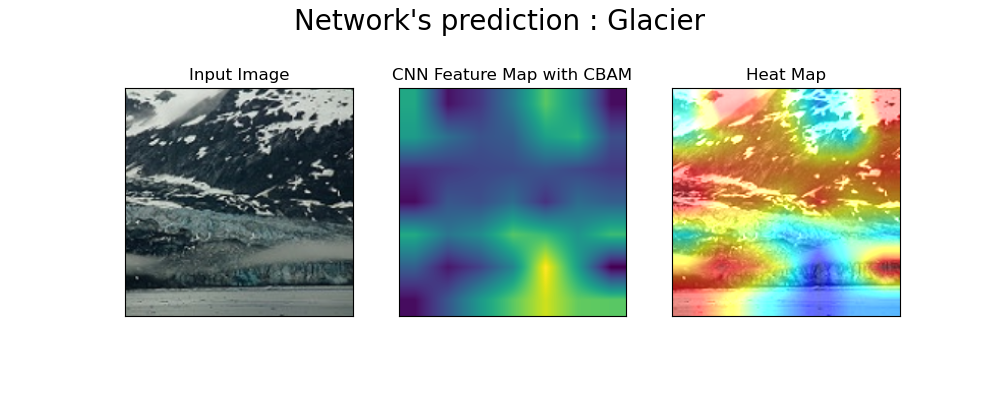 Network's prediction : Glacier
Input Image
CNN Feature Map with CBAM
Heat Map